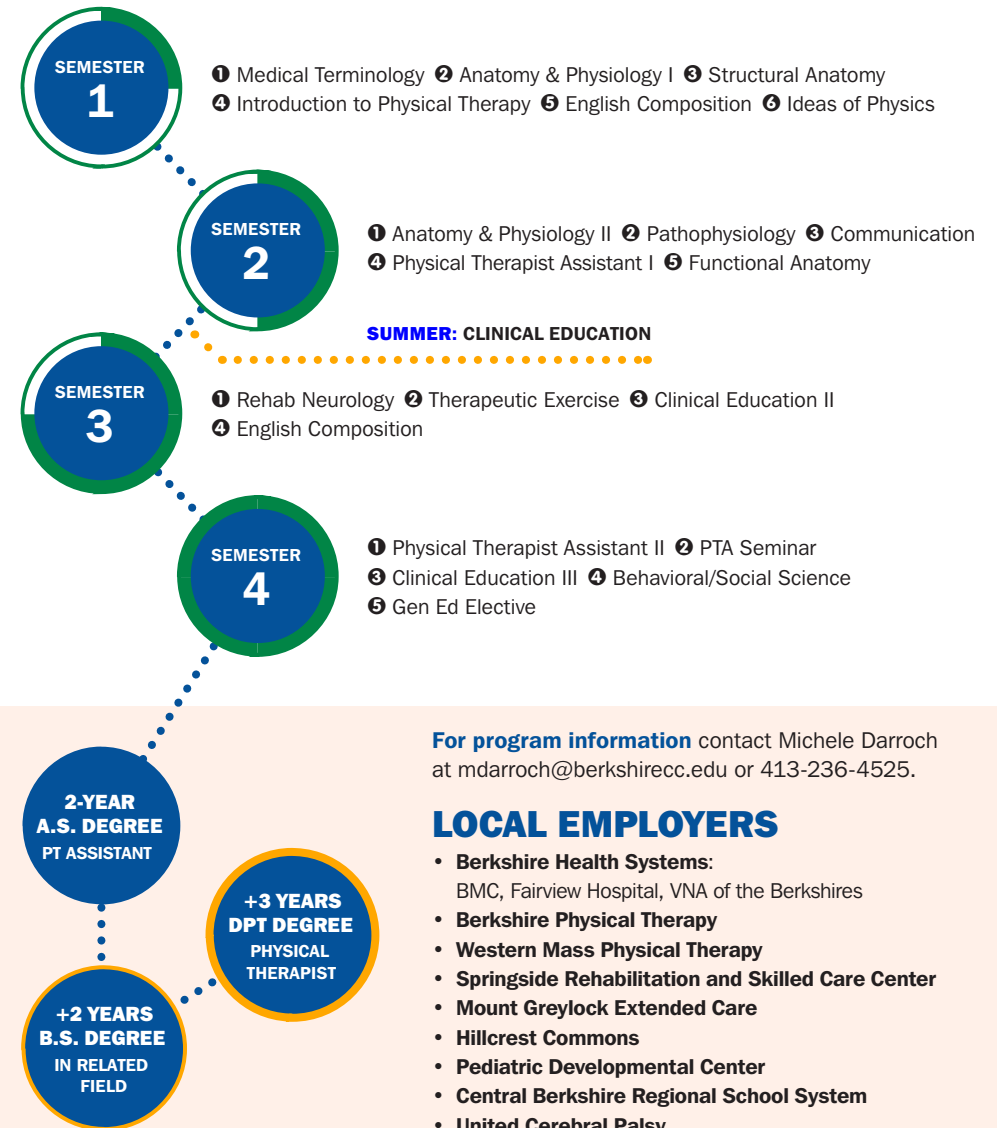 SEMESTER
1
❶ Medical Terminology ❷ Anatomy & Physiology I ❸ Structural Anatomy
❹ Introduction to Physical Therapy ❺ English Composition ❻ Ideas of Physics
SEMESTER
2
❶ Anatomy & Physiology II ❷ Pathophysiology ❸ Communication
❹ Physical Therapist Assistant I ❺ Functional Anatomy
SUMMER: CLINICAL EDUCATION
SEMESTER
3
❶ Rehab Neurology ❷ Therapeutic Exercise ❸ Clinical Education II
❹ English Composition
SEMESTER
4
❶ Physical Therapist Assistant II ❷ PTA Seminar
❸ Clinical Education III ❹ Behavioral/Social Science
❺ Gen Ed Elective
2-YEAR
A.S. DEGREE
PT ASSISTANT
+3 YEARS
DPT DEGREE
PHYSICAL
THERAPIST
+2 YEARS
B.S. DEGREE
IN RELATED
FIELD
For program information contact Michele Darroch
at mdarroch@berkshirecc.edu or 413-236-4525.
LOCAL EMPLOYERS
• Berkshire Health Systems:
BMC, Fairview Hospital, VNA of the Berkshires
• Berkshire Physical Therapy
• Western Mass Physical Therapy
• Springside Rehabilitation and Skilled Care Center
• Mount Greylock Extended Care
• Hillcrest Commons
• Pediatric Developmental Center
• Central Berkshire Regional School System
• United Cerebral Palsy